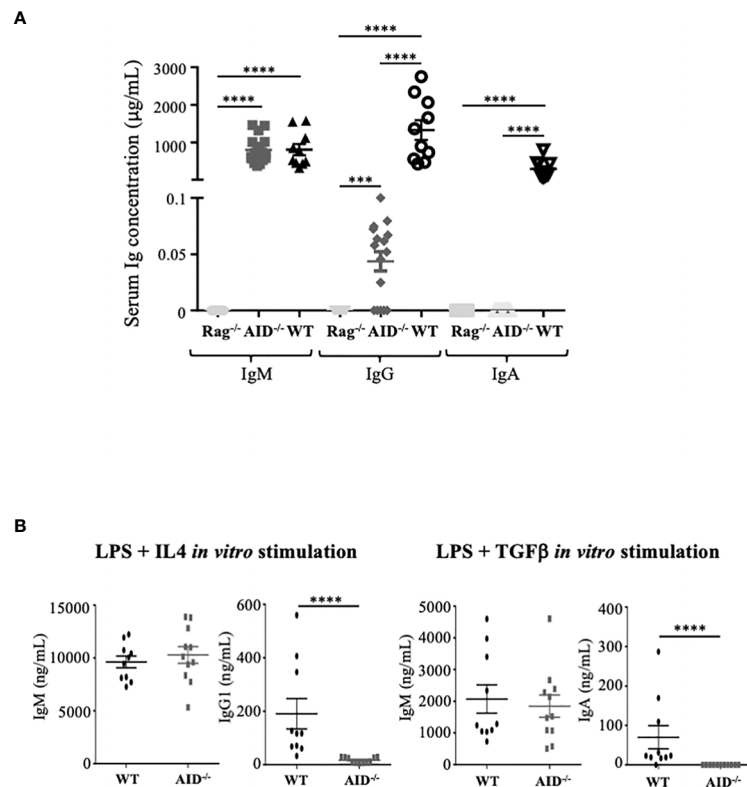 A
Serum Ig concentration (µg/mL)
3000
2000
1000
0.1
0.05
0
****
****
****
****
***
****
****
Rag-/- AID-/- WT
Rag-/- AID-/- WT
Rag-/- AID-/- WT
IgM
IgG
IgA
B
LPS + IL4 in vitro stimulation
LPS + TGFβ in vitro stimulation
IgM (ng/mL)
15000
10000
5000
0
WT AID-/-
IgG1 (ng/mL)
600
400
200
0
****
WT AID-/-
IgM (ng/mL)
5000
4000
3000
2000
1000
0
WT AID-/-
IgA (ng/mL)
400
300
200
100
0
****
WT AID-/-